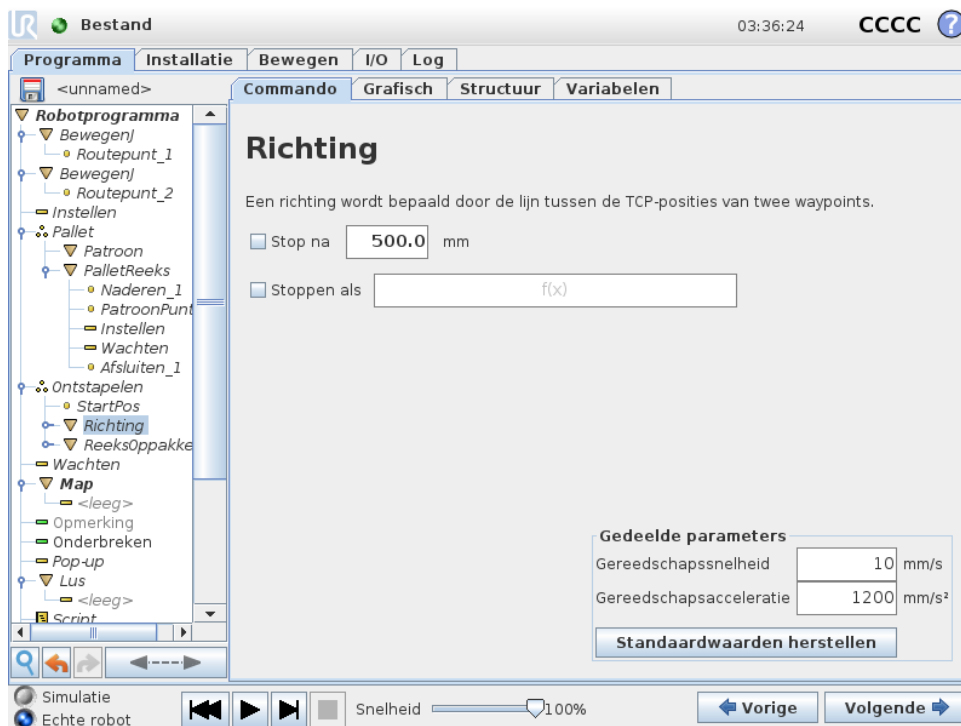 UR Bestand 03:36:24 CCCC ?
Programma Installatie Bewegen I/O Log
<unnamed> Commando Grafisch Structuur Variabelen
Robotprogramma
BewegenJ
Routepunt_1
BewegenJ
Routepunt_2
Instellen
Pallet
Patroon
PalletReeks
Naderen_1
PatroonPunt
Instellen
Wachten
Afsluiten_1
Ontstapelen
StartPos
Richting
ReeksOppakke
Wachten
Map
<leeg>
Opmerking
Onderbreken
Pop-up
Lus
<leeg>
Script
Richting
Een richting wordt bepaald door de lijn tussen de TCP-posities van twee waypoints.
Stop na 500.0 mm
Stoppen als f(x)
Gedeelde parameters
Gereedschapssnelheid 10 mm/s
Gereedschapsacceleratie 1200 mm/s²
Standaardwaarden herstellen
Simulatie
Echte robot
Snelheid 100%
Vorige Volgende